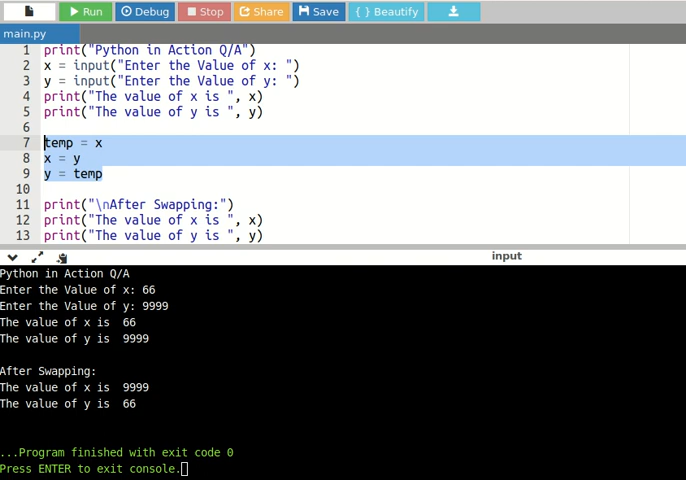 Run Debug Stop Share Save { } Beautify
main.py
1 print("Python in Action Q/A")
2 x = input("Enter the Value of x: ")
3 y = input("Enter the Value of y: ")
4 print("The value of x is ", x)
5 print("The value of y is ", y)
6
7 temp = x
8 x = y
9 y = temp
10
11 print("\nAfter Swapping:")
12 print("The value of x is ", x)
13 print("The value of y is ", y)
input
Python in Action Q/A
Enter the Value of x: 66
Enter the Value of y: 9999
The value of x is  66
The value of y is  9999
After Swapping:
The value of x is  9999
The value of y is  66
...Program finished with exit code 0
Press ENTER to exit console.